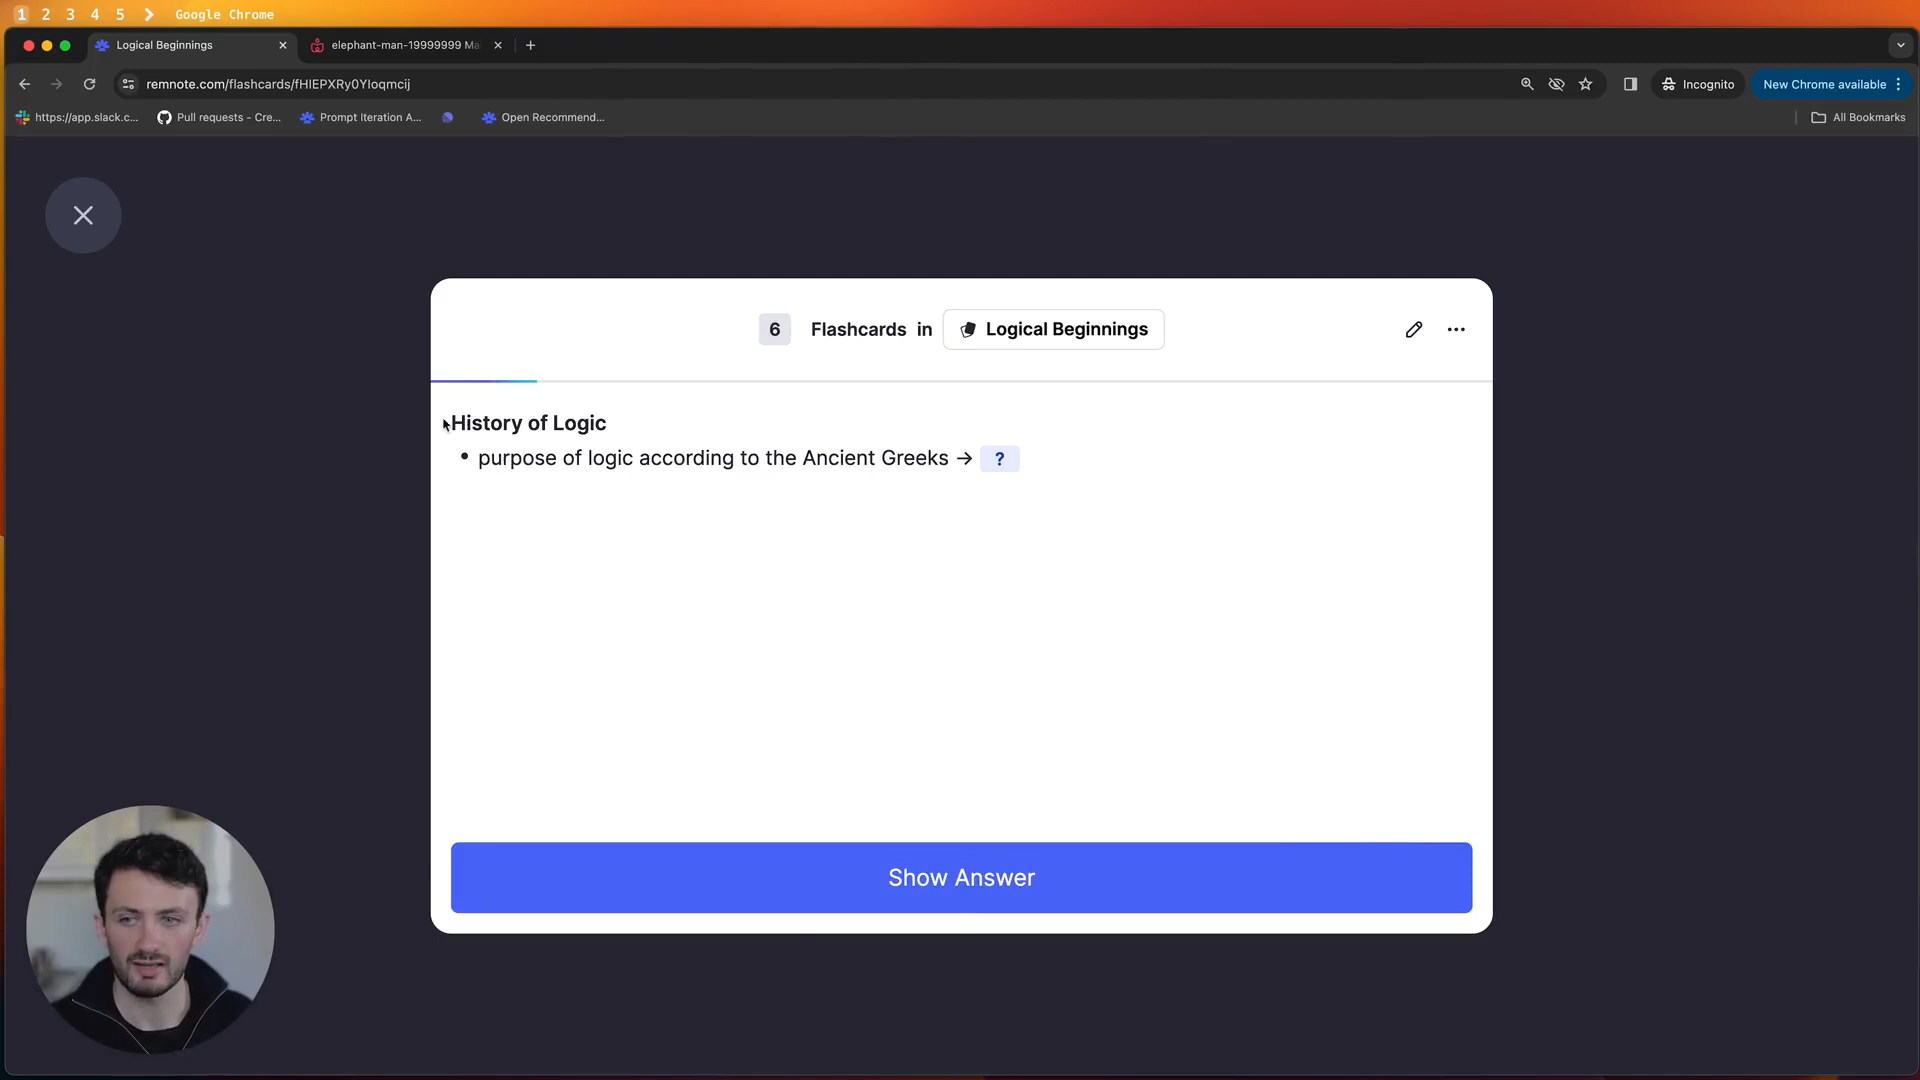 1 2 3 4 5 Google Chrome
Logical Beginnings
elephant-man-19999999 Ma
remnote.com/flashcards/fHIEPXRy0YIoqmcij
Incognito
New Chrome available
https://app.slack.c...
Pull requests - Cre...
Prompt Iteration A...
Open Recommend...
All Bookmarks
6 Flashcards in Logical Beginnings
History of Logic
• purpose of logic according to the Ancient Greeks → ?
Show Answer